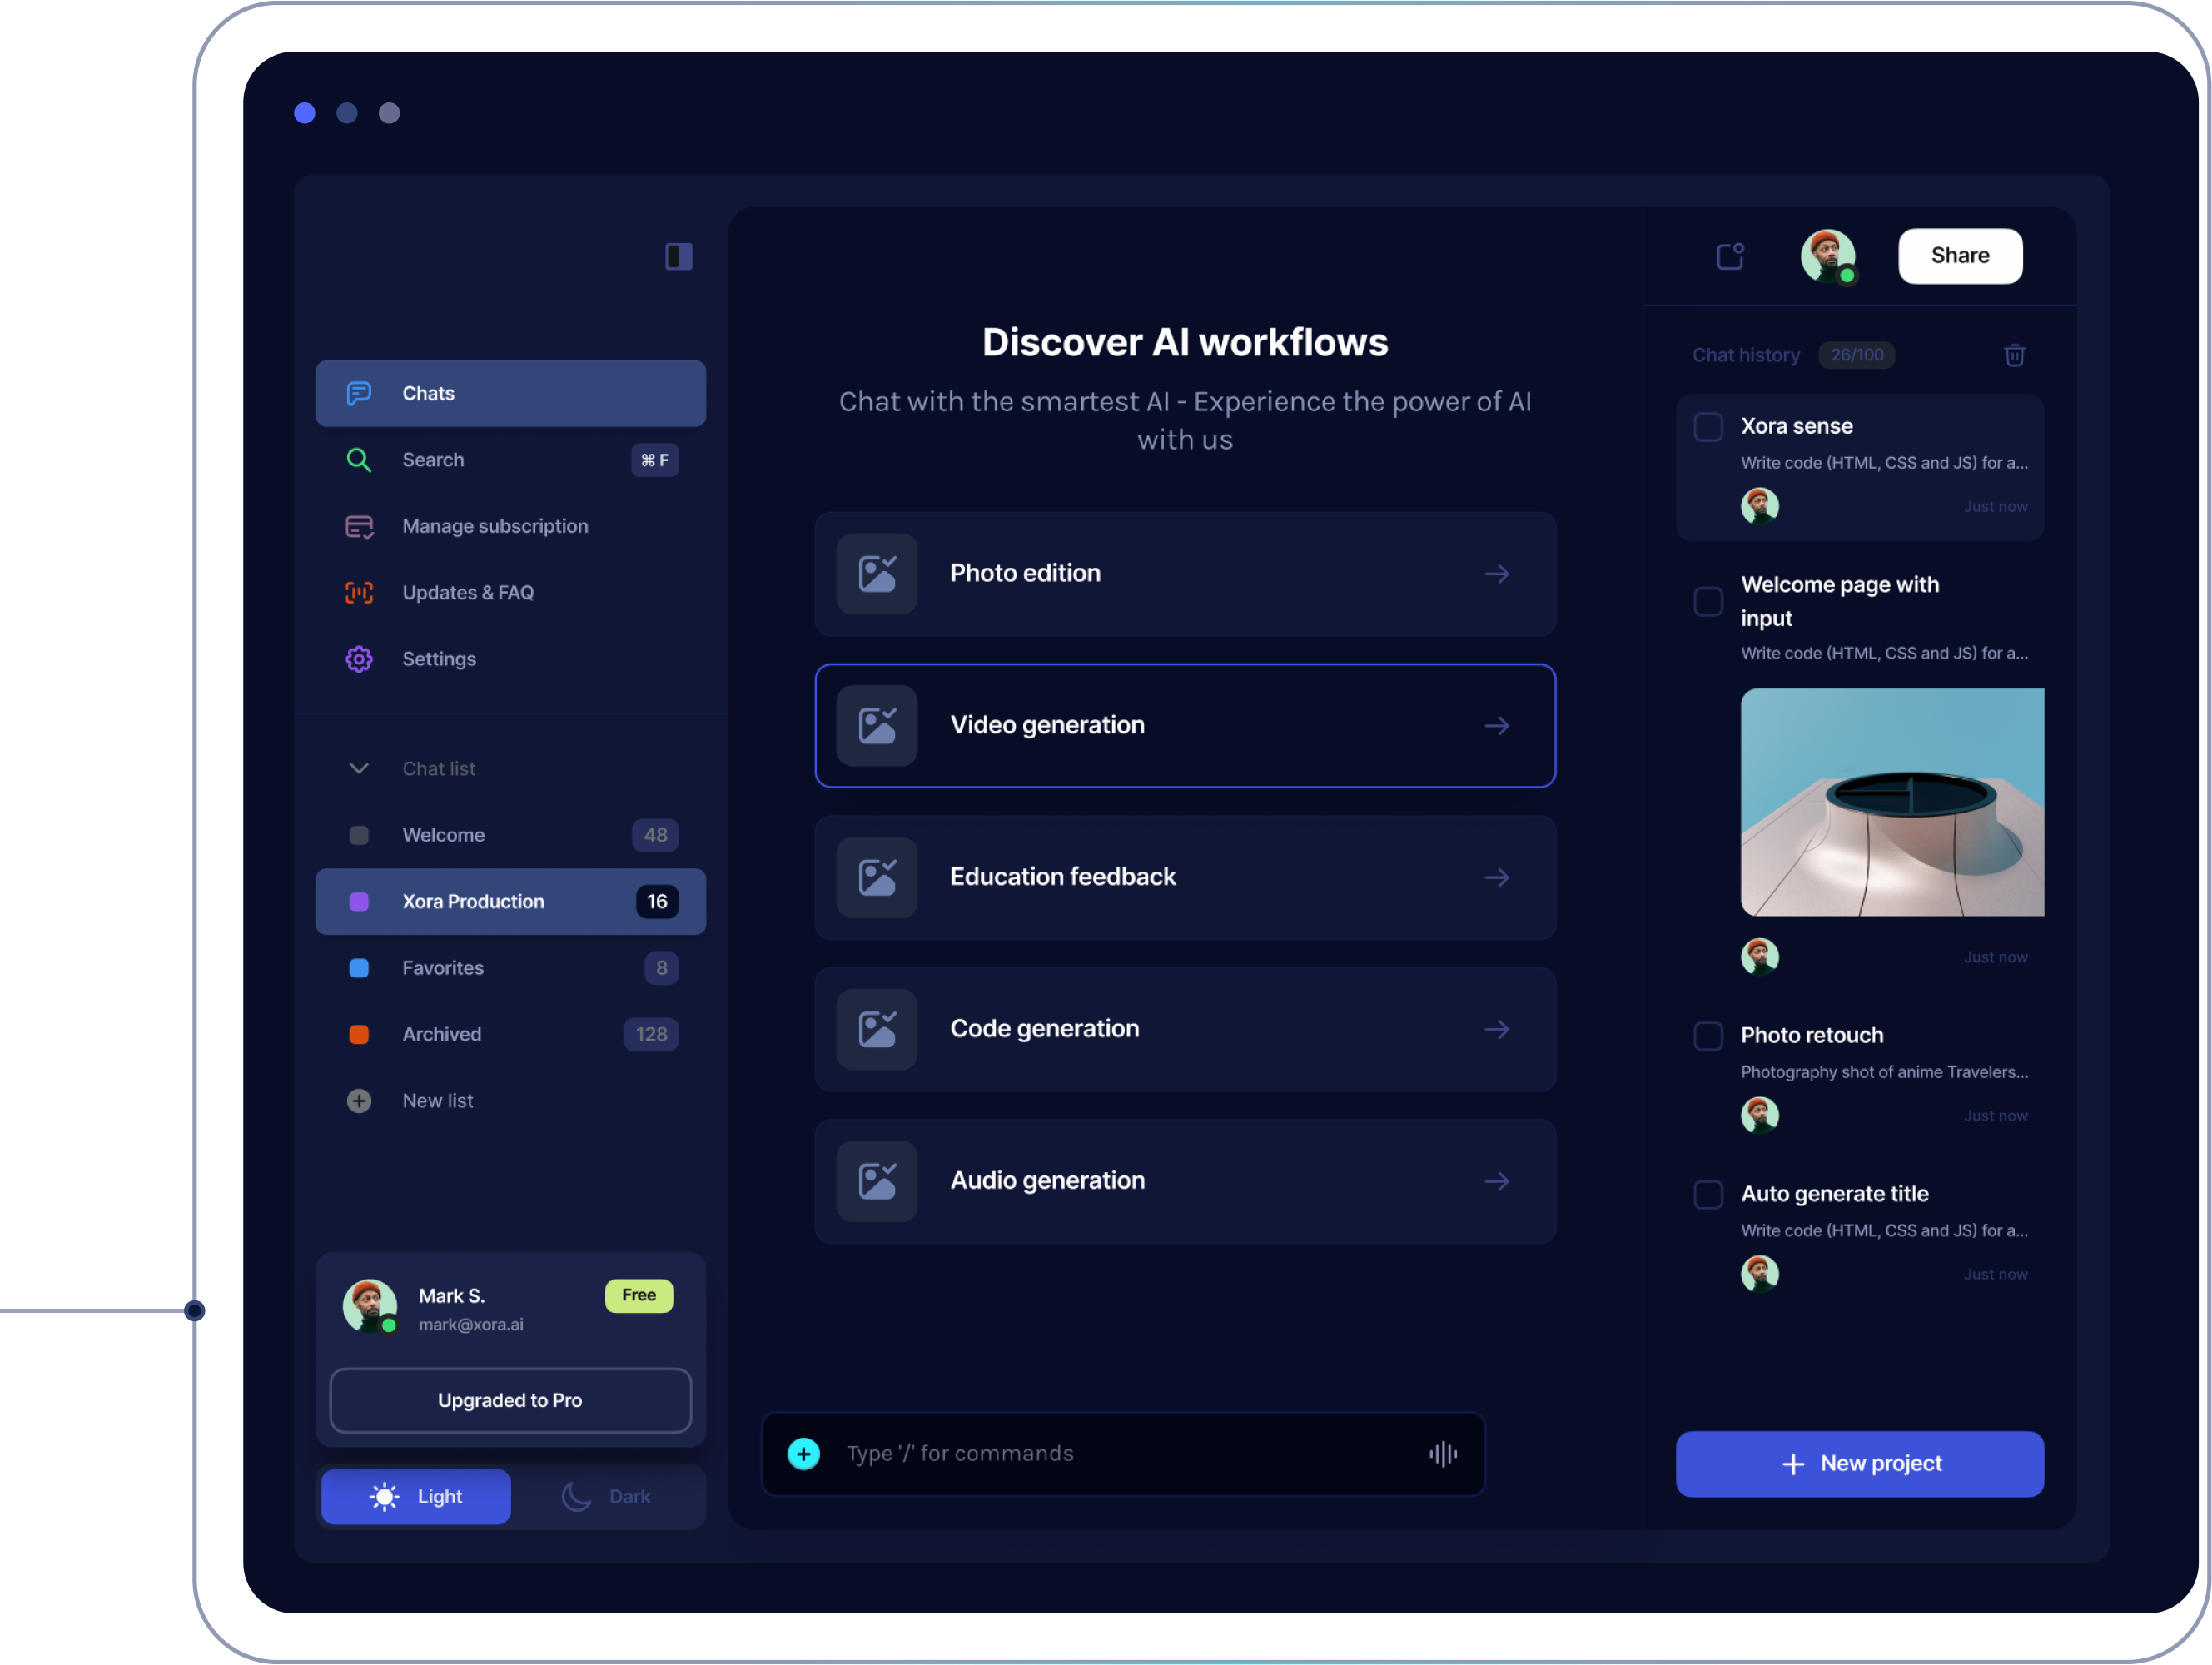 Chats
Search
⌘ F
Manage subscription
Updates & FAQ
Settings
Chat list
Welcome
48
Xora Production
16
Favorites
8
Archived
128
New list
Mark S.
Free
mark@xora.ai
Upgraded to Pro
Light
Dark
Discover AI workflows
Chat with the smartest AI - Experience the power of AI
with us
Photo edition
Video generation
Education feedback
Code generation
Audio generation
Type '/' for commands
Share
Chat history
26/100
Xora sense
Write code (HTML, CSS and JS) for a...
Just now
Welcome page with
input
Write code (HTML, CSS and JS) for a...
Just now
Photo retouch
Photography shot of anime Travelers...
Just now
Auto generate title
Write code (HTML, CSS and JS) for a...
Just now
New project